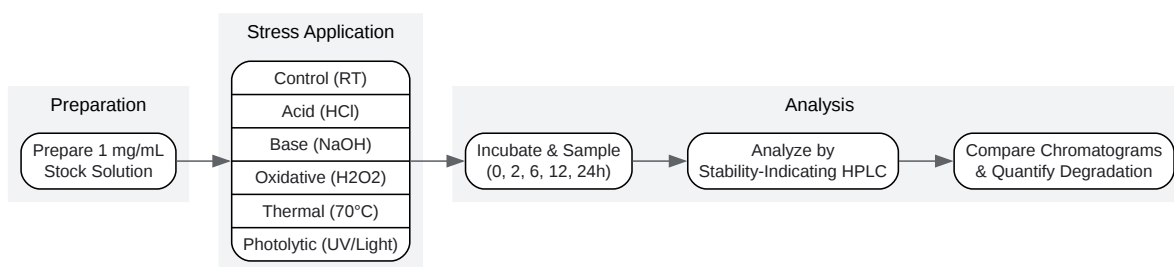 Preparation
Prepare 1 mg/mL
Stock Solution
Stress Application
Control (RT)
Acid (HCl)
Base (NaOH)
Oxidative (H2O2)
Thermal (70°C)
Photolytic (UV/Light)
Analysis
Incubate & Sample
(0, 2, 6, 12, 24h)
Analyze by
Stability-Indicating HPLC
Compare Chromatograms
& Quantify Degradation